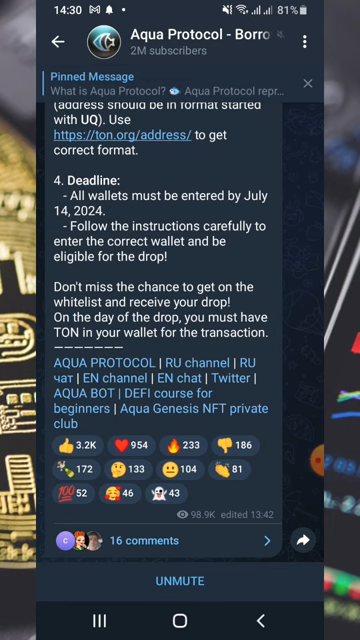 14:30
81%
Aqua Protocol - Borro
2M subscribers
Pinned Message
What is Aqua Protocol? 🐟 Aqua Protocol repr...
(address should be in format started
with UQ). Use
https://ton.org/address/ to get
correct format.
4. Deadline:
- All wallets must be entered by July
14, 2024.
- Follow the instructions carefully to
enter the correct wallet and be
eligible for the drop!
Don't miss the chance to get on the
whitelist and receive your drop!
On the day of the drop, you must have
TON in your wallet for the transaction.
———————
AQUA PROTOCOL | RU channel | RU
чат | EN channel | EN chat | Twitter |
AQUA BOT | DEFI course for
beginners | Aqua Genesis NFT private
club
👍 3.2K ❤️ 954 🔥 233 👎 186
🍾 172 🤔 133 😐 104 👏 81
💯 52 🥰 46 👻 43
98.9K edited 13:42
C 16 comments
UNMUTE